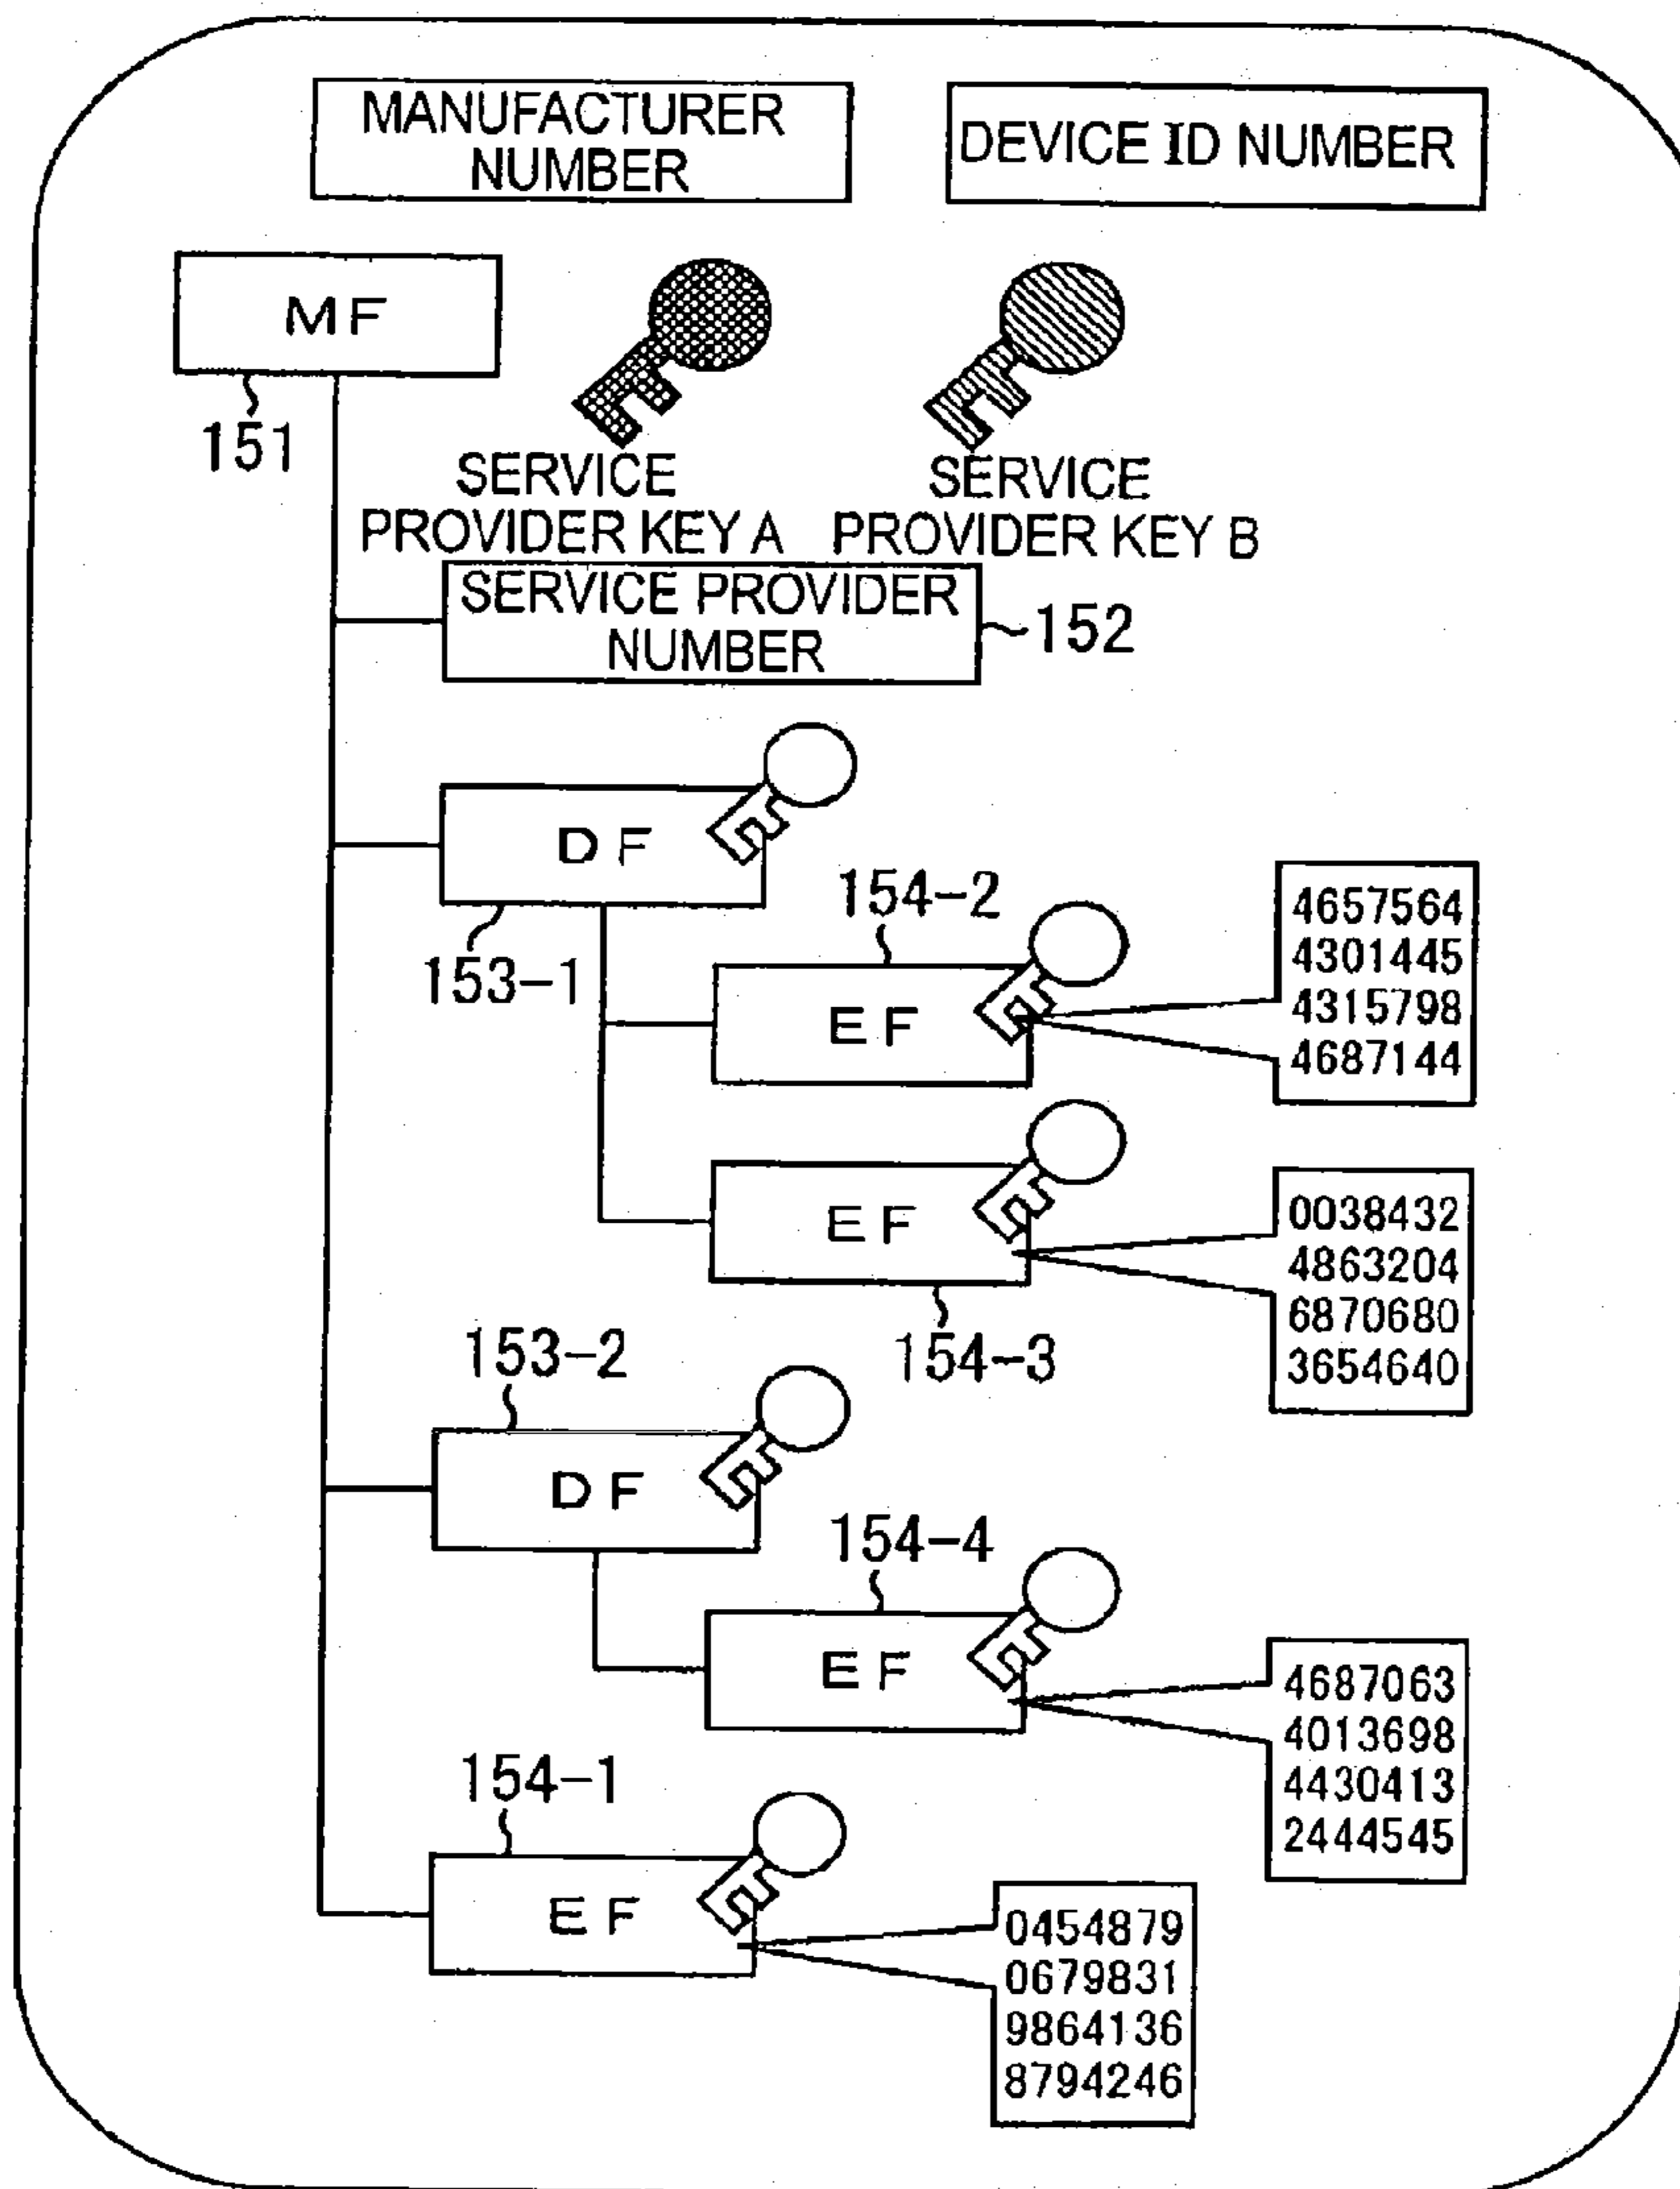 MANUFACTURER
NUMBER
DEVICE ID NUMBER
MF
151
SERVICE
PROVIDER KEY A
SERVICE
PROVIDER KEY B
SERVICE PROVIDER
NUMBER
152
DF
153-1
154-2
EF
4657564
4301445
4315798
4687144
EF
154-3
0038432
4863204
6870680
3654640
153-2
DF
154-4
EF
4687063
4013698
4430413
2444545
154-1
EF
0454879
0679831
9864136
8794246